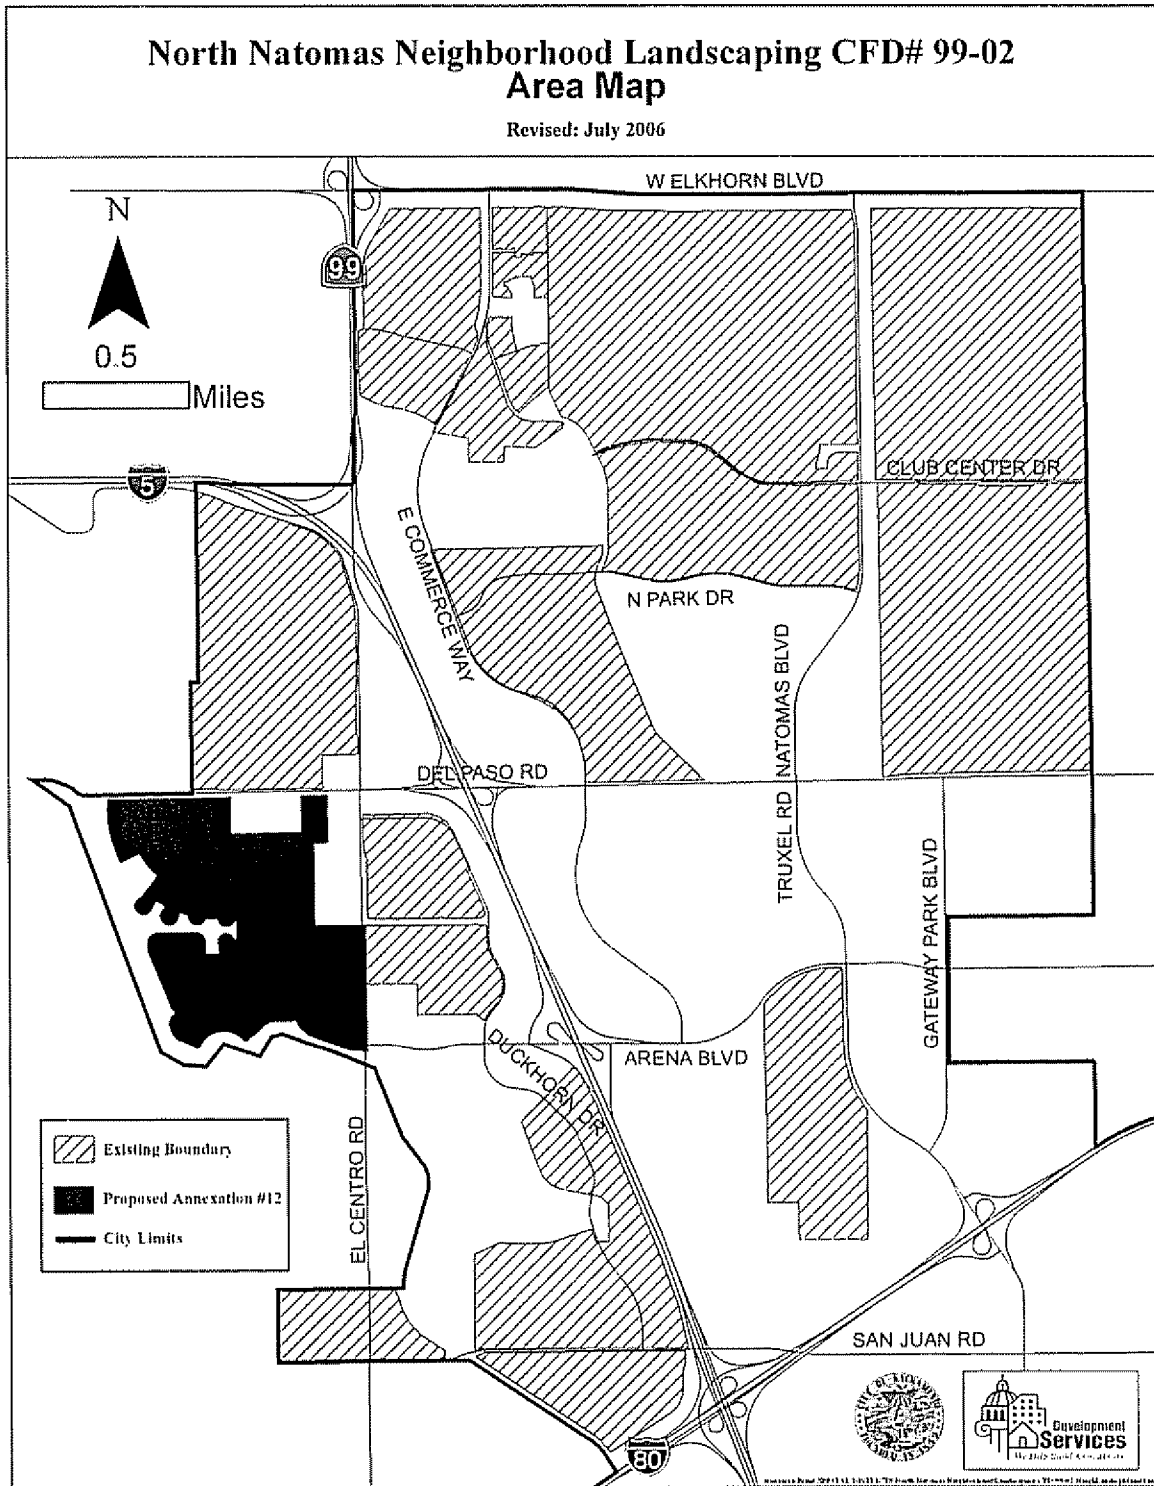 North Natomas Neighborhood Landscaping CFD# 99-02
Area Map
Revised: July 2006
W ELKHORN BLVD
N
99
0.5
Miles
CLUB CENTER DR
5
E COMMERCE WAY
N PARK DR
TRUXEL RD NATOMAS BLVD
DEL PASO RD
GATEWAY PARK BLVD
ARENA BLVD
DUCKHORN DR
EL CENTRO RD
Existing Boundary
Proposed Annexation #12
City Limits
SAN JUAN RD
Development
Services
80